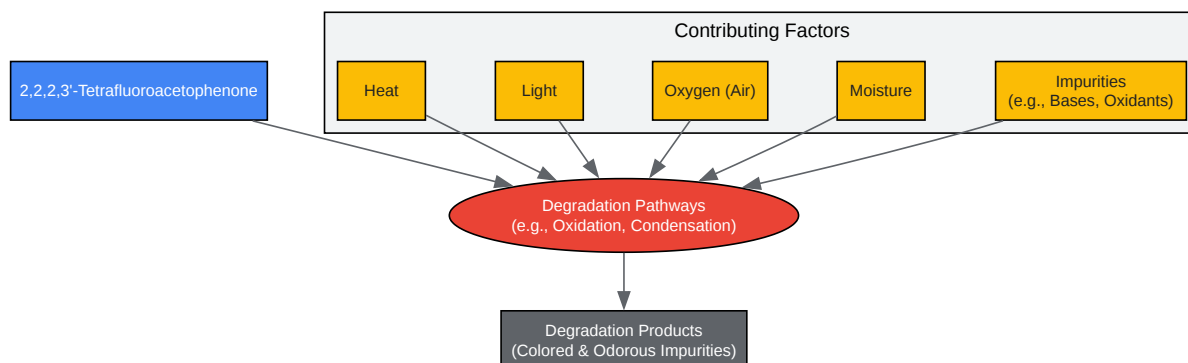 Contributing Factors
2,2,2,3'-Tetrafluoroacetophenone
Heat
Light
Oxygen (Air)
Moisture
Impurities
(e.g., Bases, Oxidants)
Degradation Pathways
(e.g., Oxidation, Condensation)
Degradation Products
(Colored & Odorous Impurities)